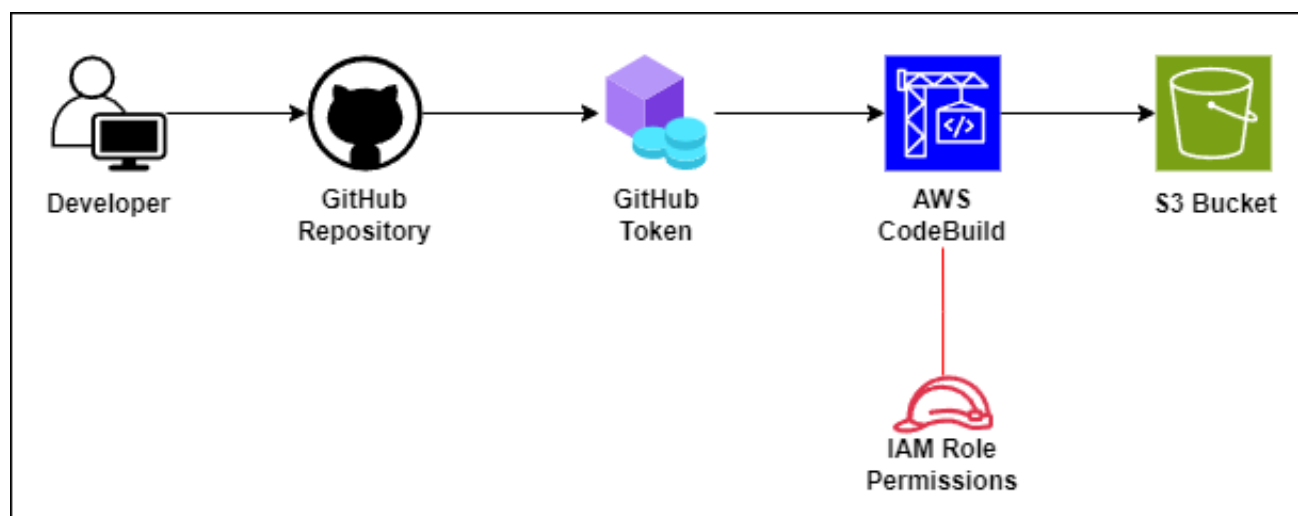 Developer
GitHub
Repository
GitHub
Token
</>
AWS
CodeBuild
S3 Bucket
IAM Role
Permissions